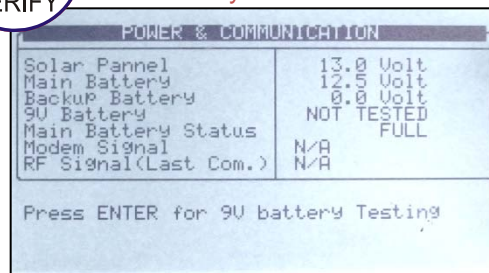 ERIFY
POWER & COMMUNICATION
Solar Pannel 13.0 Volt
Main Battery 12.5 Volt
Backup Battery 0.0 Volt
9V Battery NOT TESTED
Main Battery Status FULL
Modem Signal N/A
RF Signal(Last Com.) N/A
Press ENTER for 9V battery Testing